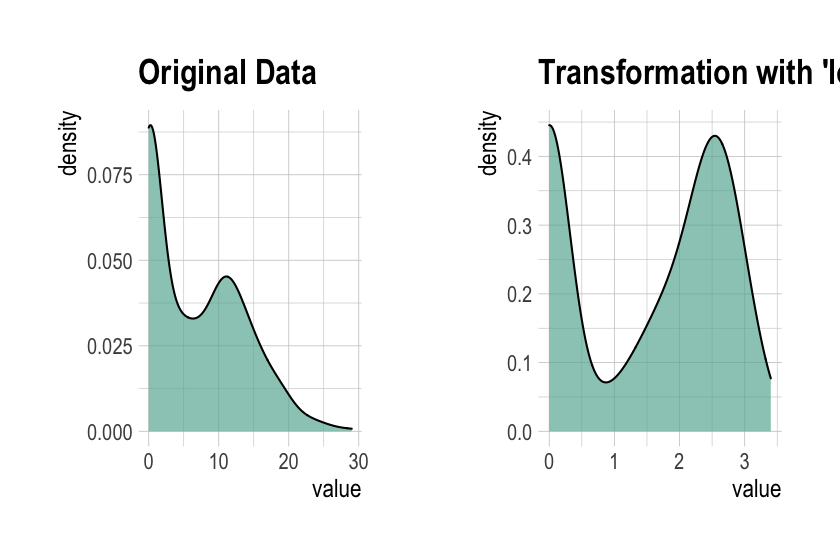 Original Data
density
0.075
0.050
0.025
0.000
0 10 20 30
value
Transformation with
density
0.4
0.3
0.2
0.1
0.0
0 1 2 3
value